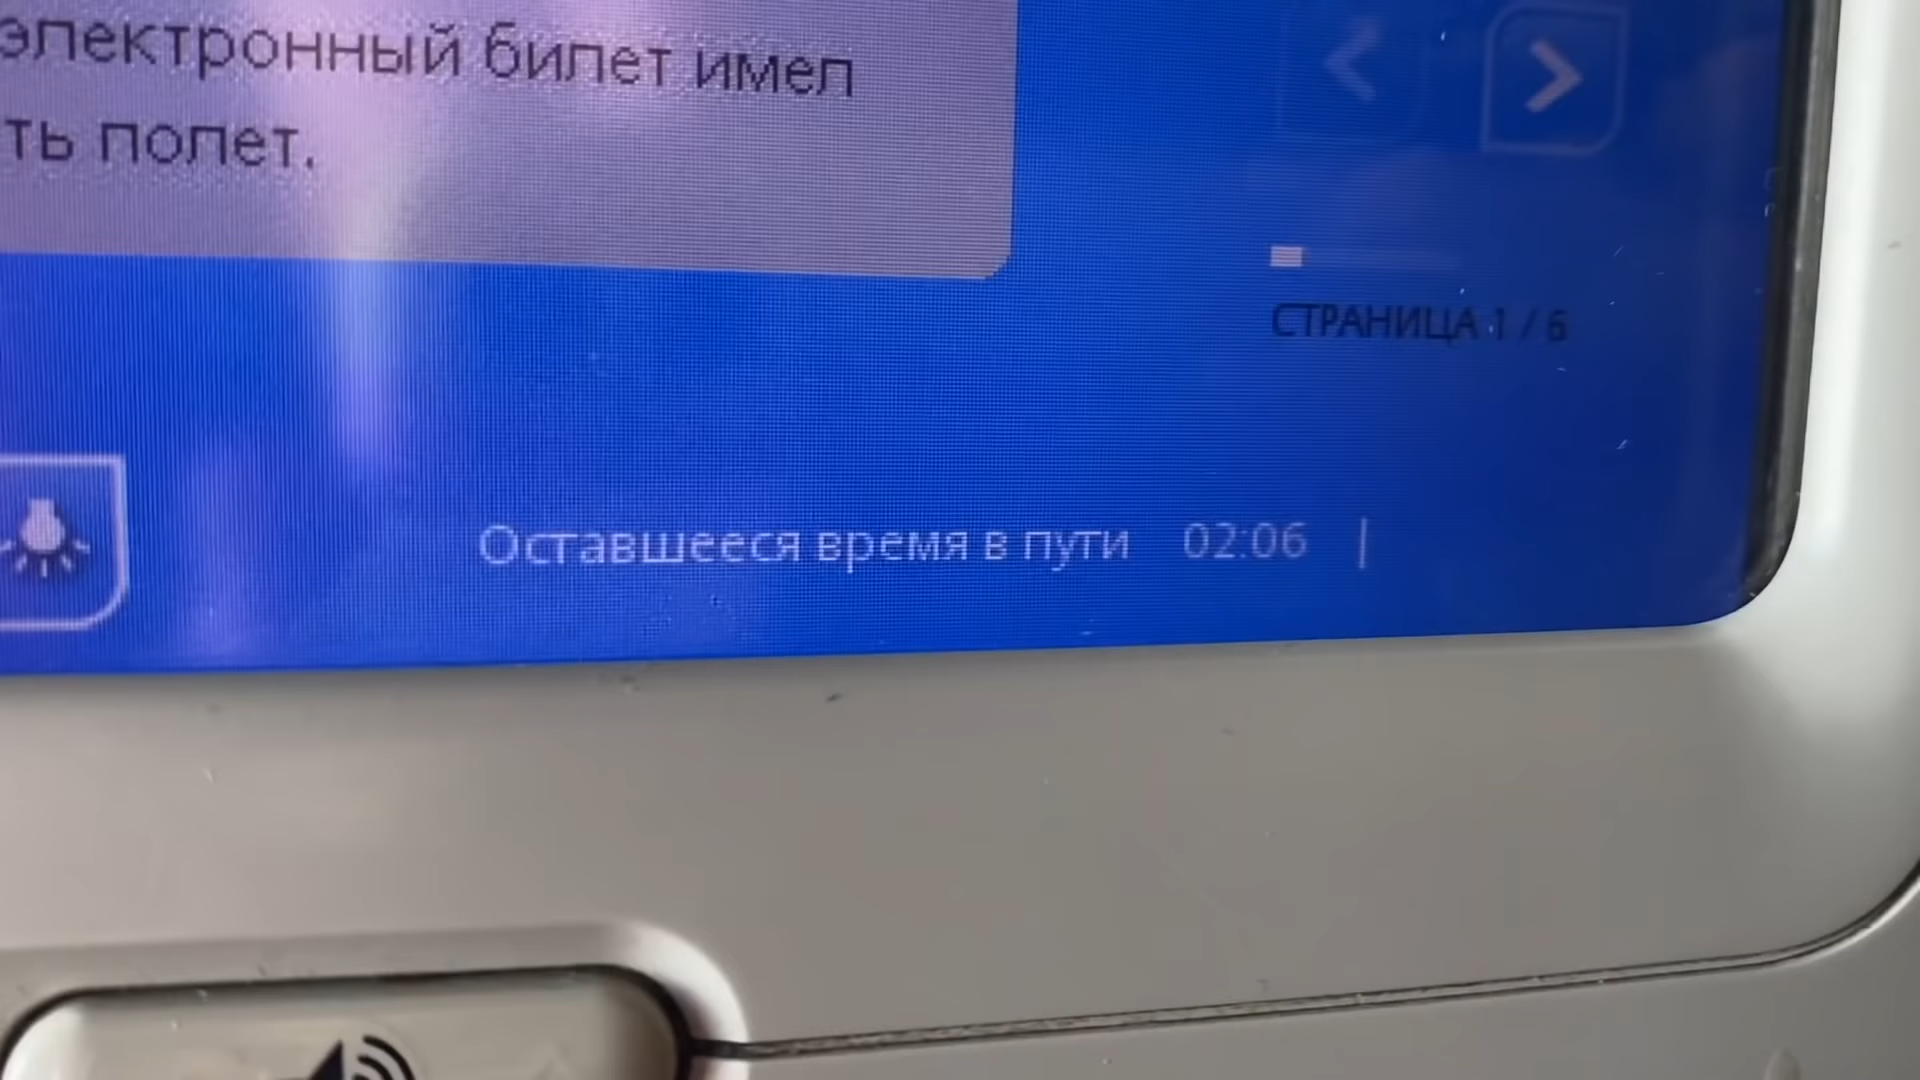 электронный билет имел
ть полет.
СТРАНИЦА 1 / 6
Оставшееся время в пути 02:06 |